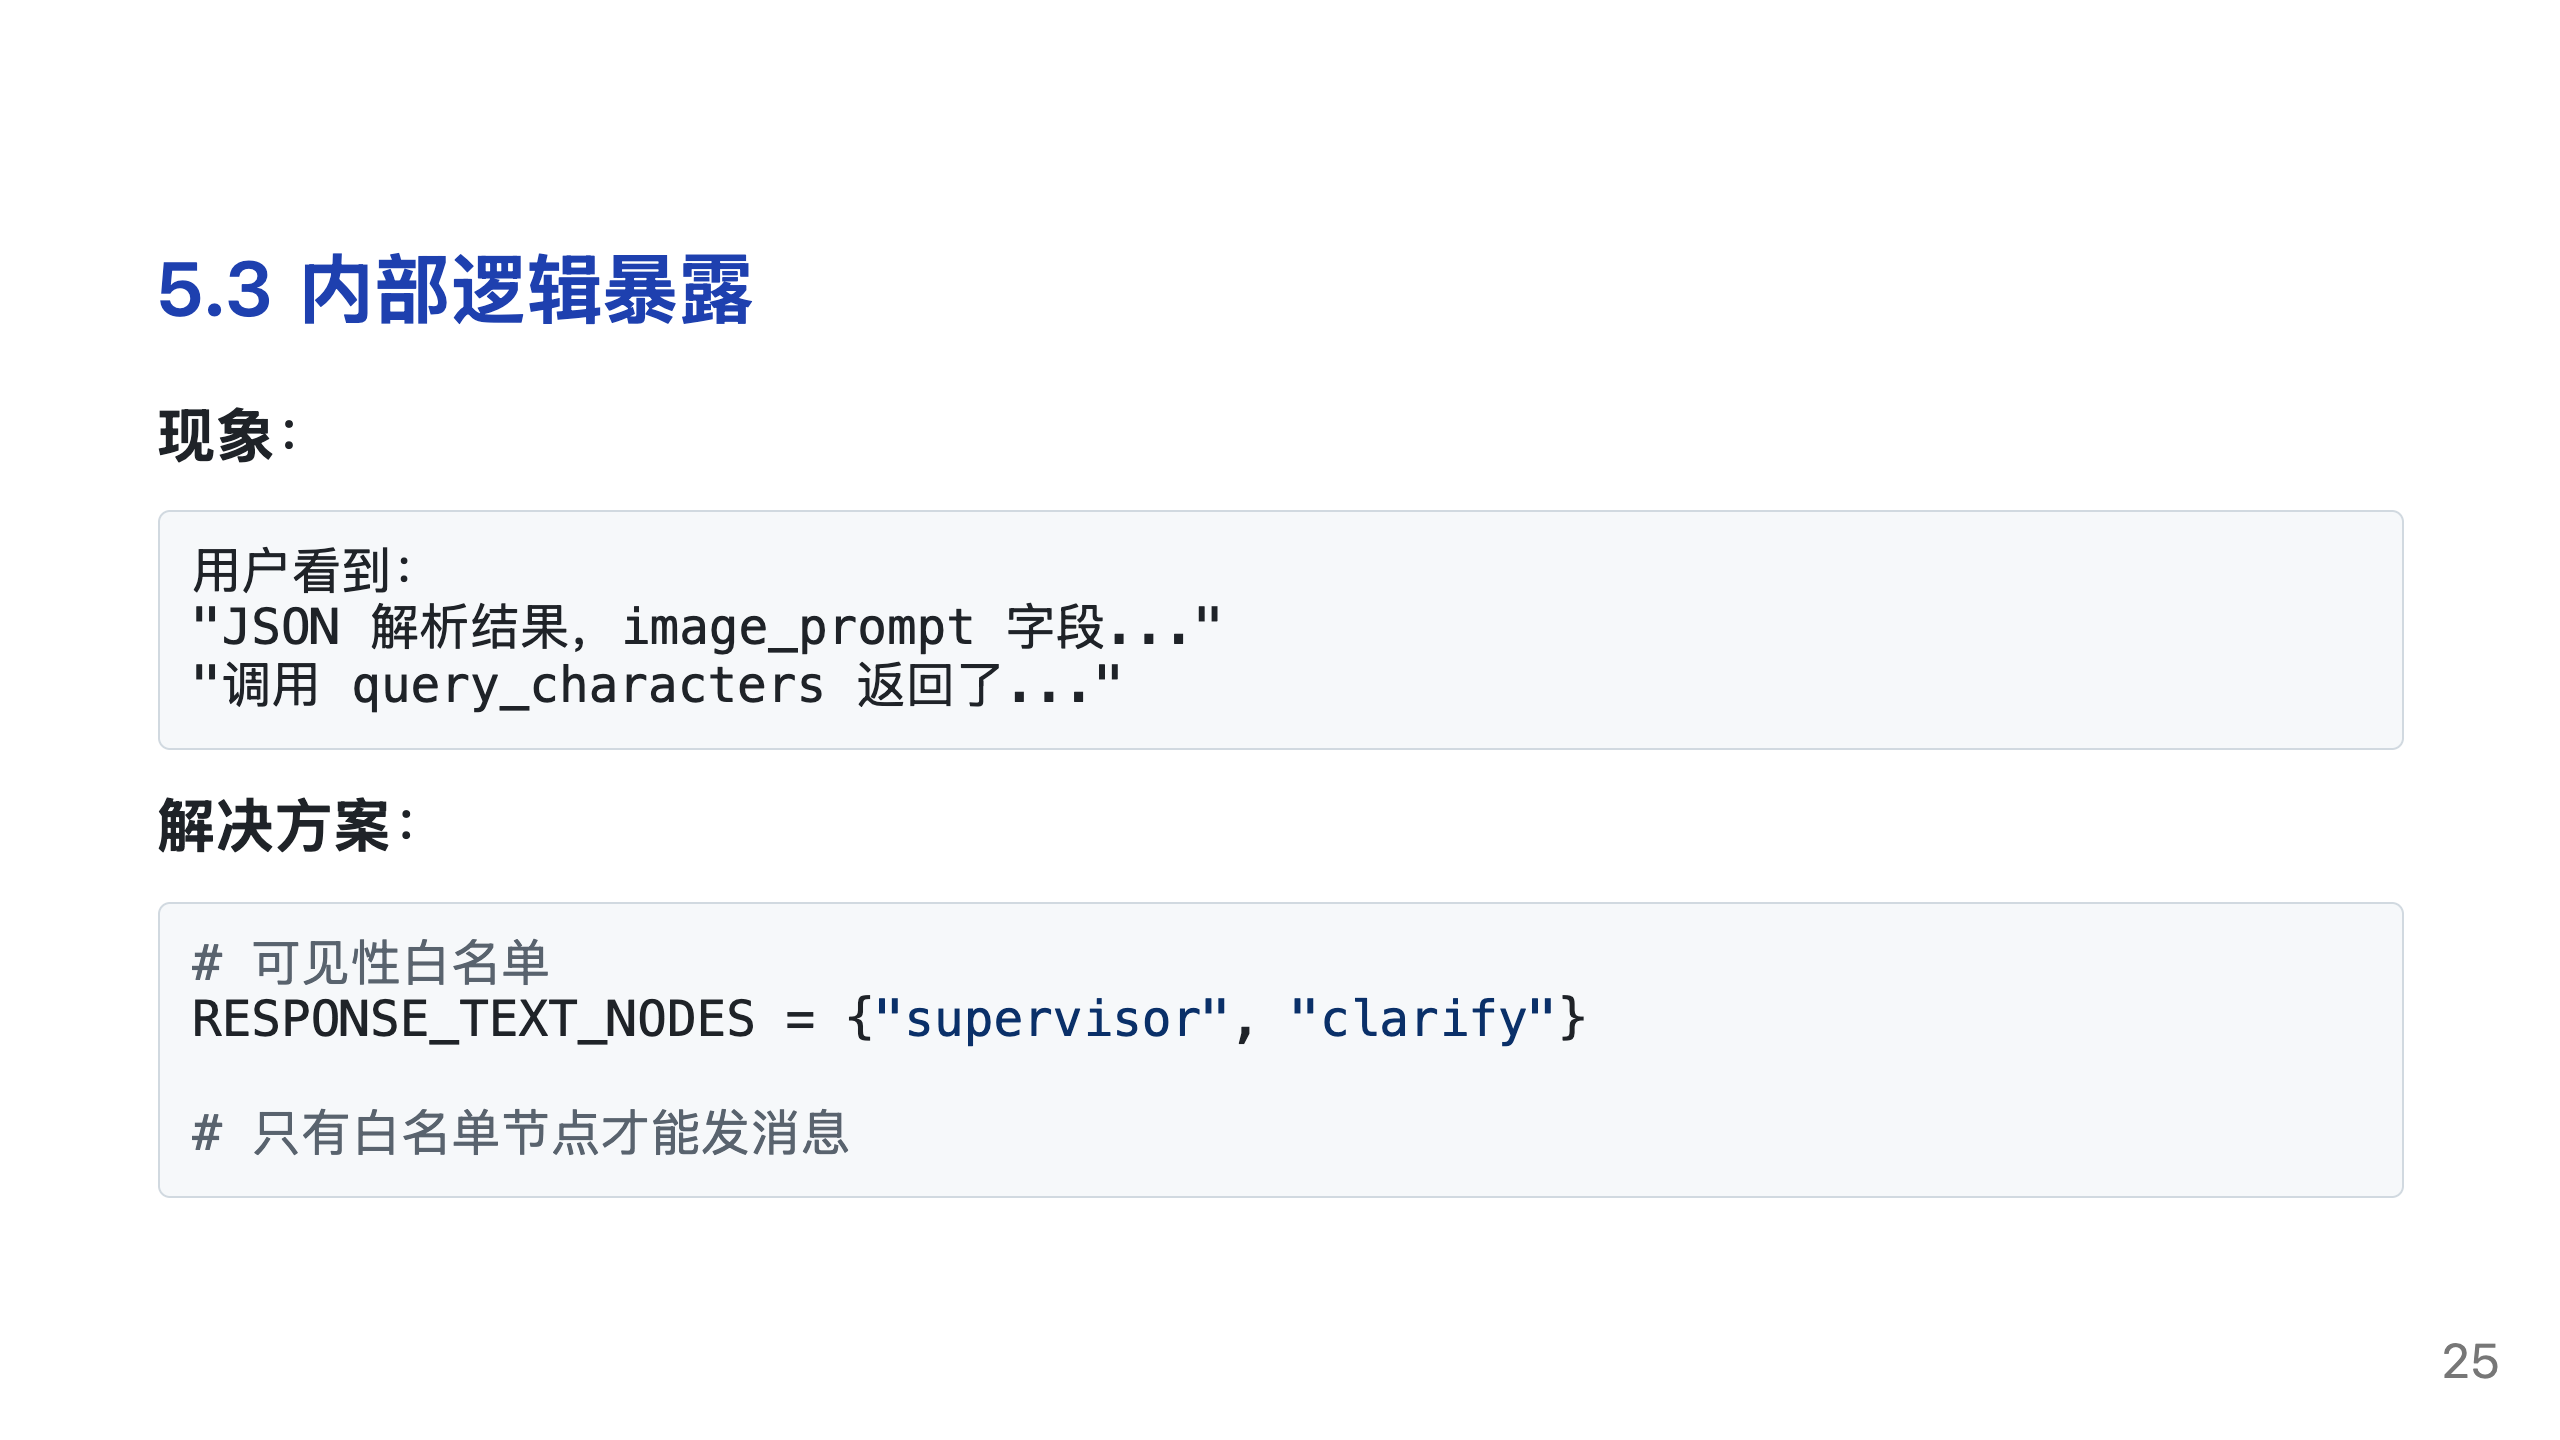 5.3 内部逻辑暴露
现象：
用户看到：
"JSON 解析结果，image_prompt 字段..."
"调用 query_characters 返回了..."
解决方案：
# 可见性白名单
RESPONSE_TEXT_NODES = {"supervisor", "clarify"}
# 只有白名单节点才能发消息
25